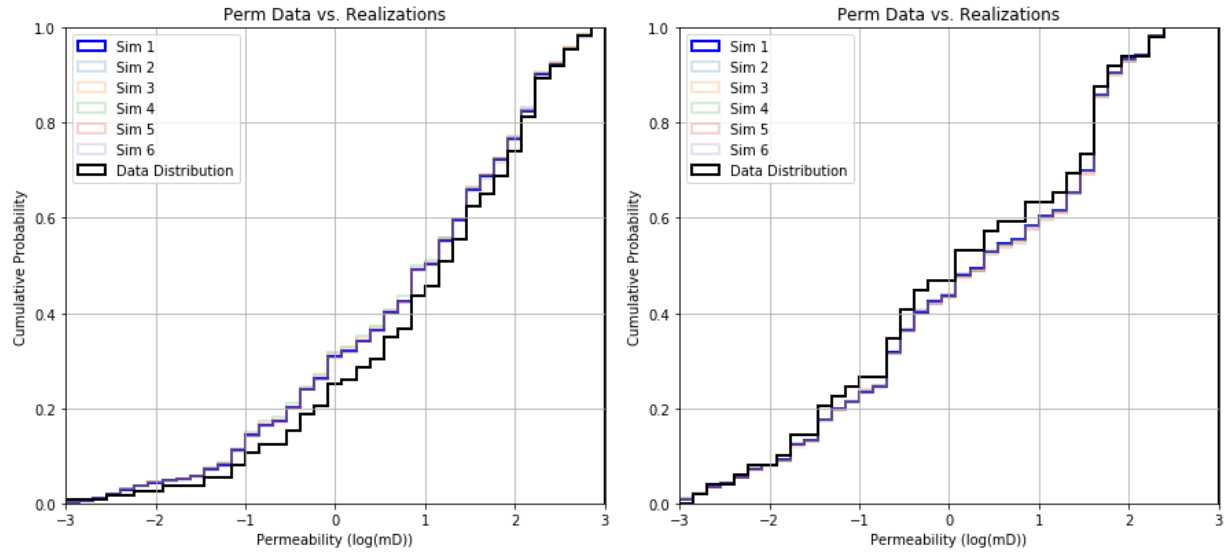 Perm Data vs. Realizations
1.0
0.8
0.6
0.4
0.2
0.0
Cumulative Probability
Sim 1
Sim 2
Sim 3
Sim 4
Sim 5
Sim 6
Data Distribution
−3 −2 −1 0 1 2 3
Permeability (log(mD))
Perm Data vs. Realizations
1.0
0.8
0.6
0.4
0.2
0.0
Cumulative Probability
Sim 1
Sim 2
Sim 3
Sim 4
Sim 5
Sim 6
Data Distribution
−3 −2 −1 0 1 2 3
Permeability (log(mD))